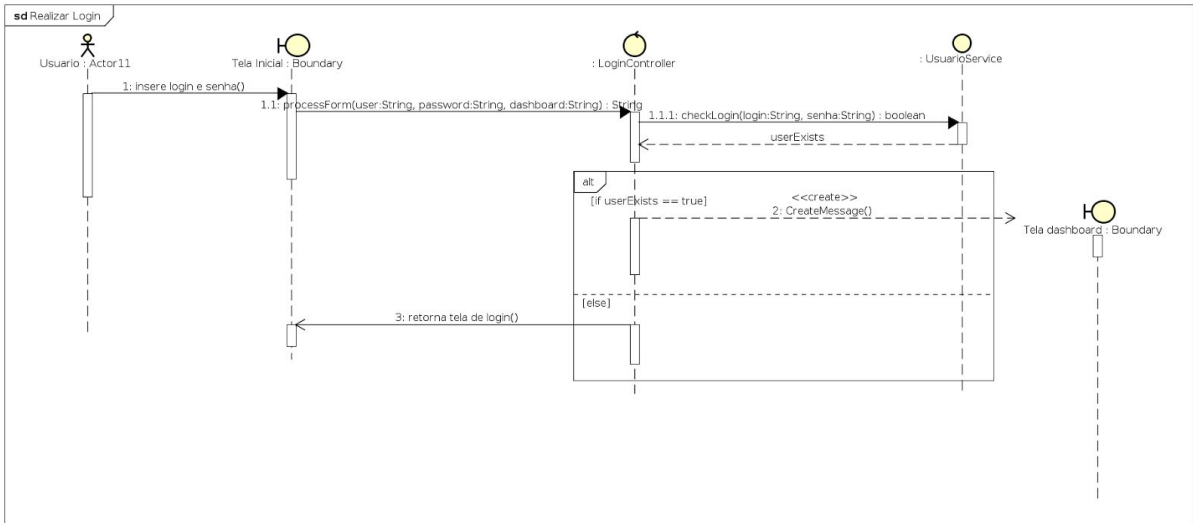 sd Realizar Login
Usuario : Actor11
Tela Inicial : Boundary
: LoginController
: UsuarioService
1: insere login e senha()
1.1: processForm(user:String, password:String, dashboard:String) : String
1.1.1: checkLogin(login:String, senha:String) : boolean
userExists
alt
[if userExists == true]
<<create>>
2: CreateMessage()
Tela dashboard : Boundary
[else]
3: retorna tela de login()